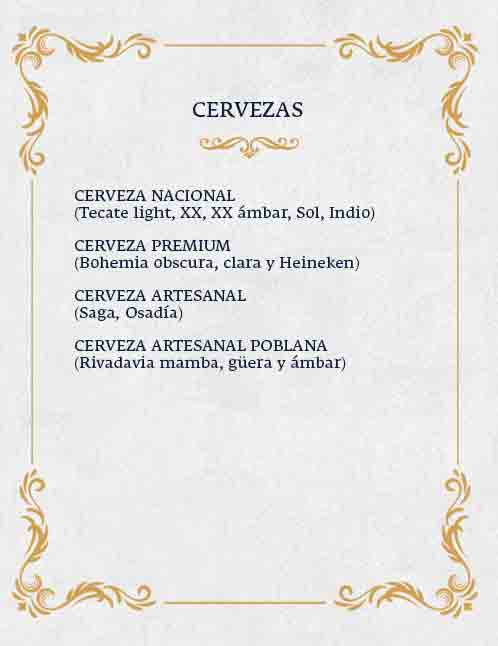 CERVEZAS
CERVEZA NACIONAL
(Tecate light, XX, XX ámbar, Sol, Indio)
CERVEZA PREMIUM
(Bohemia obscura, clara y Heineken)
CERVEZA ARTESANAL
(Saga, Osadía)
CERVEZA ARTESANAL POBLANA
(Rivadavia mamba, güera y ámbar)